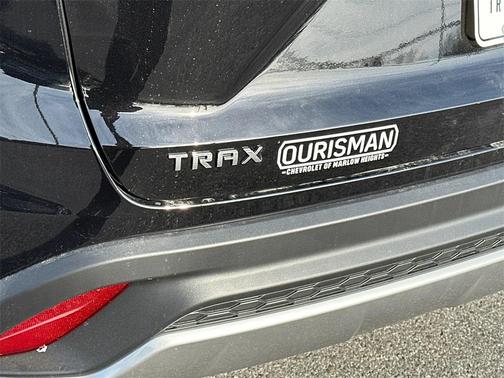 TRAX
OURISMAN
CHEVROLET OF MARLOW HEIGHTS